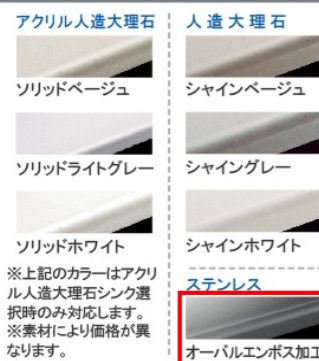 アクリル人造大理石
ソリッドベージュ
ソリッドライトグレー
ソリッドホワイト
※上記のカラーはアクリ
ル人造大理石シンク選
択時のみ対応します。
※素材により価格が異
なります。
人造大理石
シャインベージュ
シャイングレー
シャインホワイト
ステンレス
オーバルエンボス加工